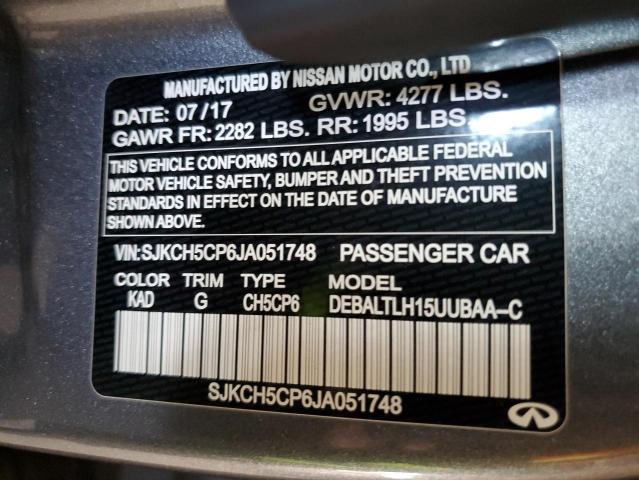 MANUFACTURED BY NISSAN MOTOR CO., LTD
DATE: 07/17 GVWR: 4277 LBS.
GAWR FR: 2282 LBS. RR: 1995 LBS.
THIS VEHICLE CONFORMS TO ALL APPLICABLE FEDERAL
MOTOR VEHICLE SAFETY, BUMPER AND THEFT PREVENTION
STANDARDS IN EFFECT ON THE DATE OF MANUFACTURE
SHOWN ABOVE.
VIN:SJKCH5CP6JA051748 PASSENGER CAR
COLOR TRIM TYPE MODEL
KAD G CH5CP6 DEBALTLH15UUBAA-C
SJKCH5CP6JA051748